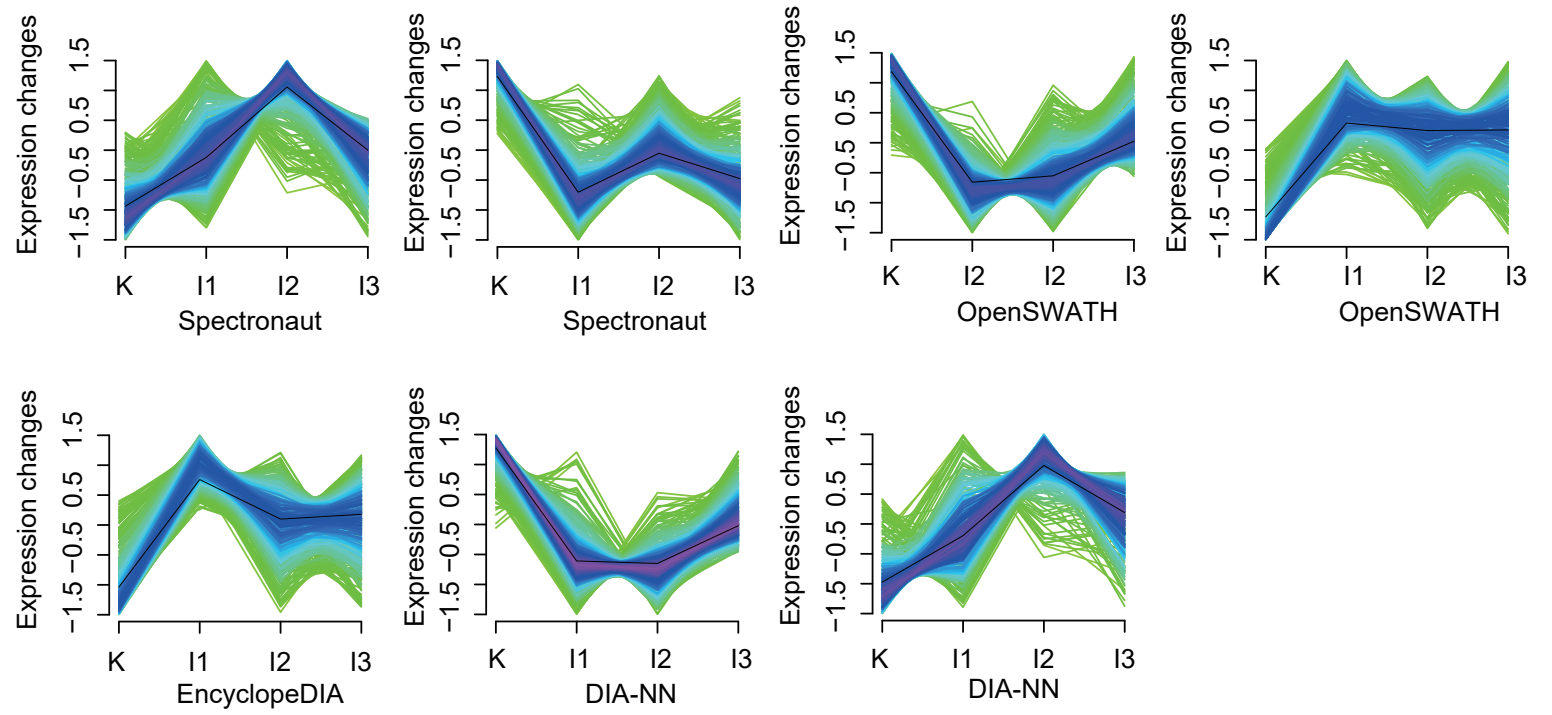 Expression changes
1.5
0.5
−0.5
−1.5
K I1 I2 I3
Spectronaut
Expression changes
1.5
0.5
−0.5
−1.5
K I1 I2 I3
Spectronaut
Expression changes
1.5
0.5
−0.5
−1.5
K I2 I2 I3
OpenSWATH
Expression changes
1.5
0.5
−0.5
−1.5
K I1 I2 I3
OpenSWATH
Expression changes
1.5
0.5
−0.5
−1.5
K I1 I2 I3
EncyclopeDIA
Expression changes
1.5
0.5
−0.5
−1.5
K I1 I2 I3
DIA-NN
Expression changes
1.5
0.5
−0.5
−1.5
K I1 I2 I3
DIA-NN